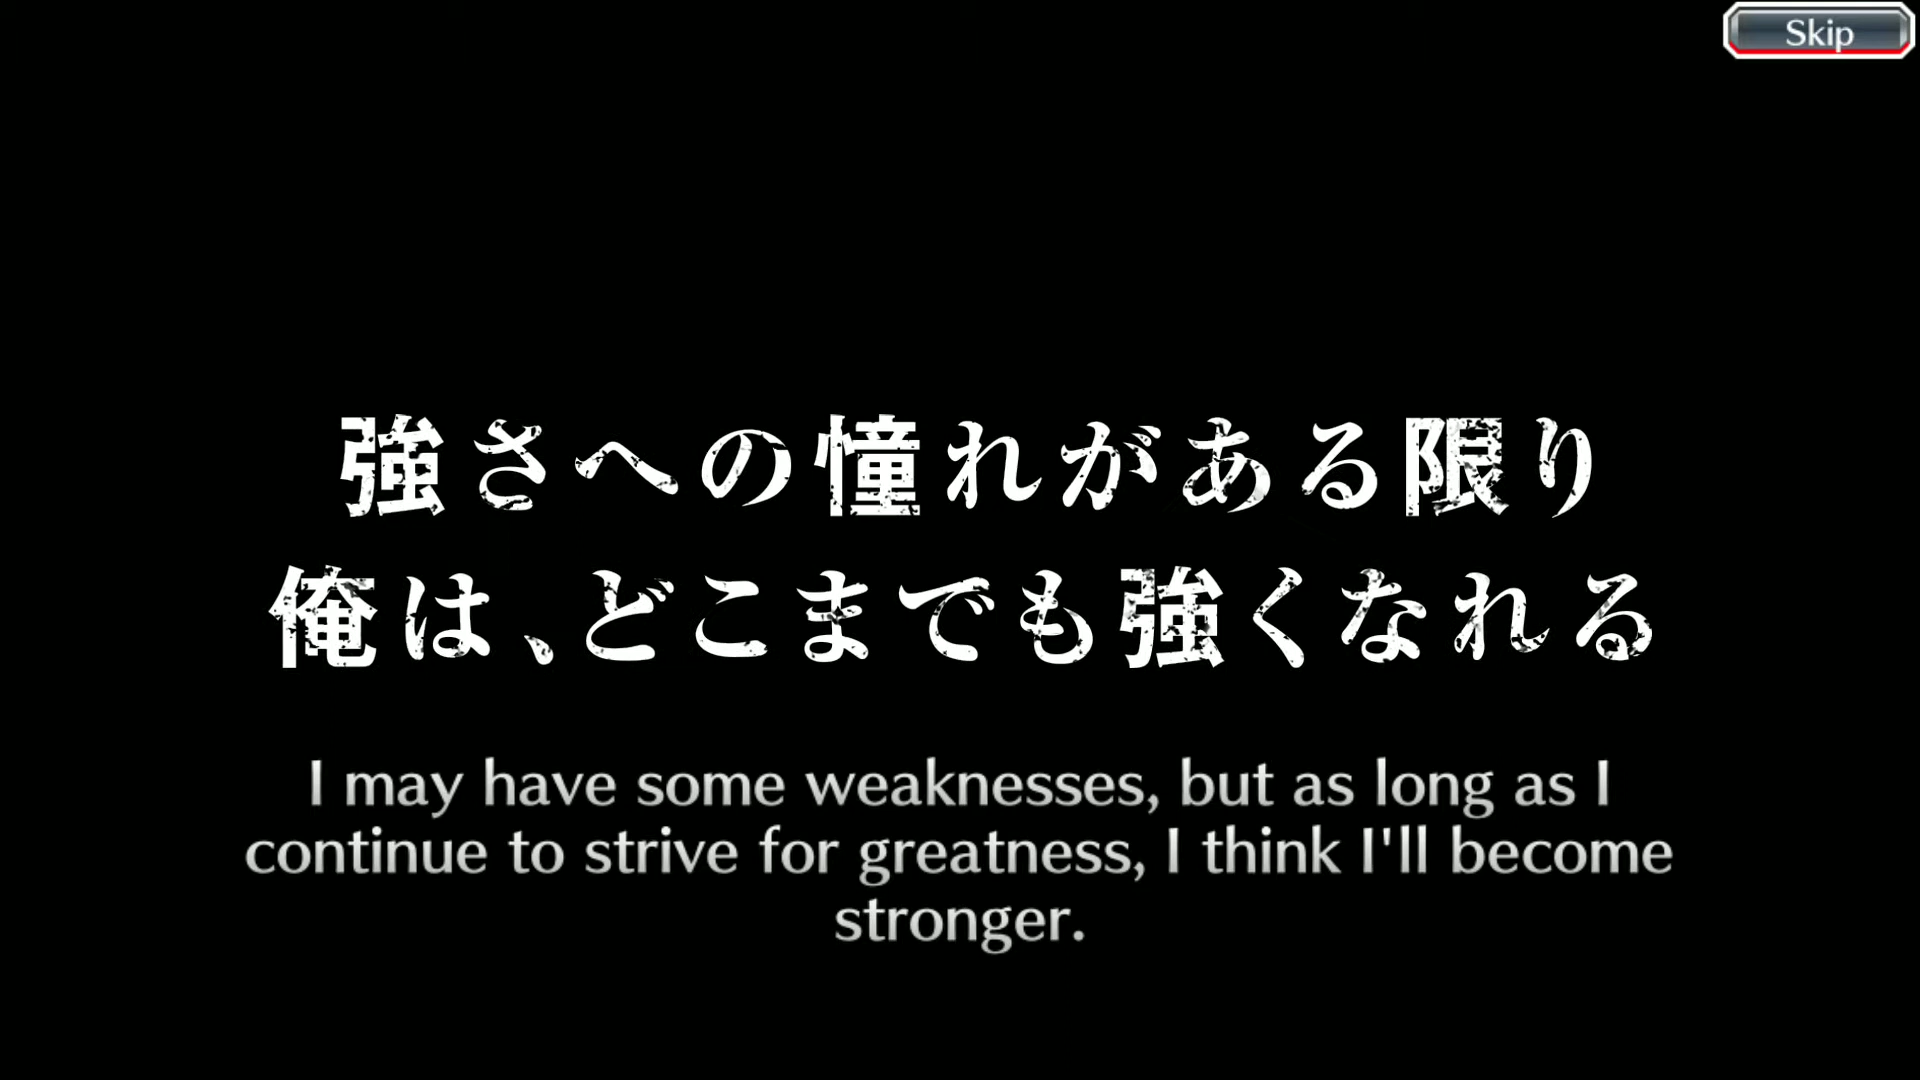 Skip
強さへの憧れがある限り
俺は、どこまでも強くなれる
I may have some weaknesses, but as long as I
continue to strive for greatness, I think I'll become
stronger.